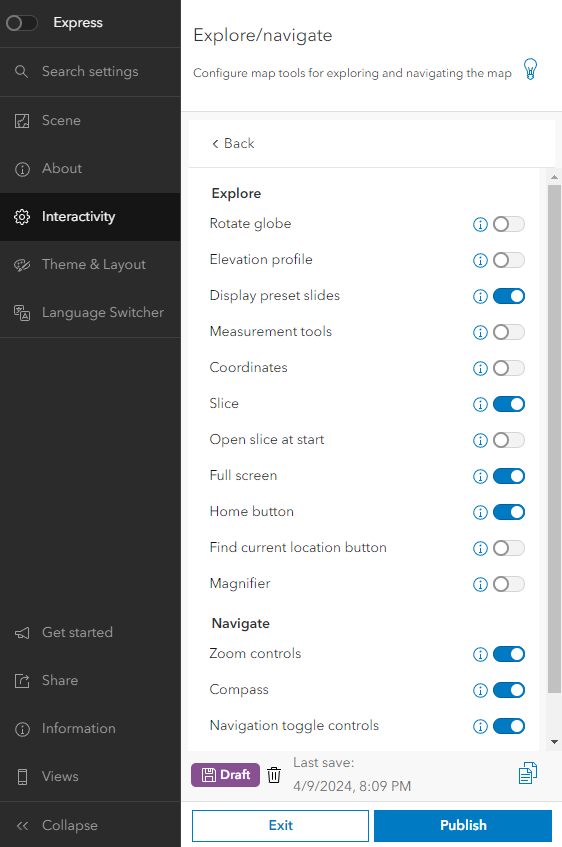 Express
Search settings
Scene
About
Interactivity
Theme & Layout
Language Switcher
Get started
Share
Information
Views
Collapse
Explore/navigate
Configure map tools for exploring and navigating the map
Back
Explore
Rotate globe
Elevation profile
Display preset slides
Measurement tools
Coordinates
Slice
Open slice at start
Full screen
Home button
Find current location button
Magnifier
Navigate
Zoom controls
Compass
Navigation toggle controls
Draft
Last save:
4/9/2024, 8:09 PM
Exit
Publish